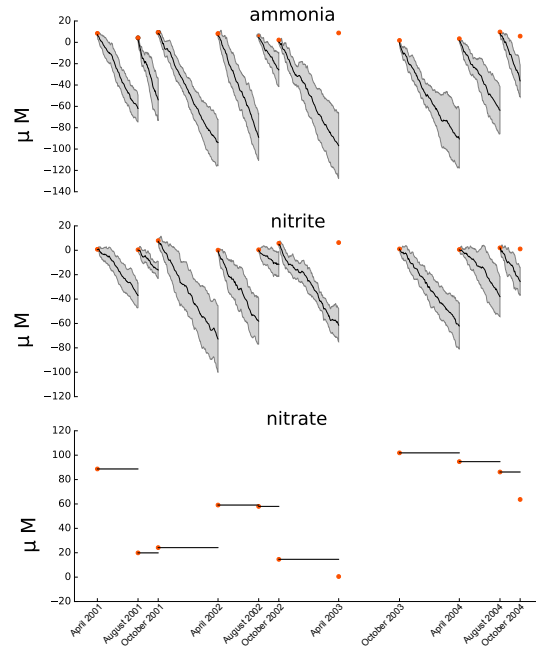 ammonia
20
0
−20
−40
−60
−80
−100
−120
−140
μ M
nitrite
20
0
−20
−40
−60
−80
−100
−120
μ M
nitrate
120
100
80
60
40
20
0
−20
μ M
April 2001
August 2001
October 2001
April 2002
August 2002
October 2002
April 2003
October 2003
April 2004
August 2004
October 2004